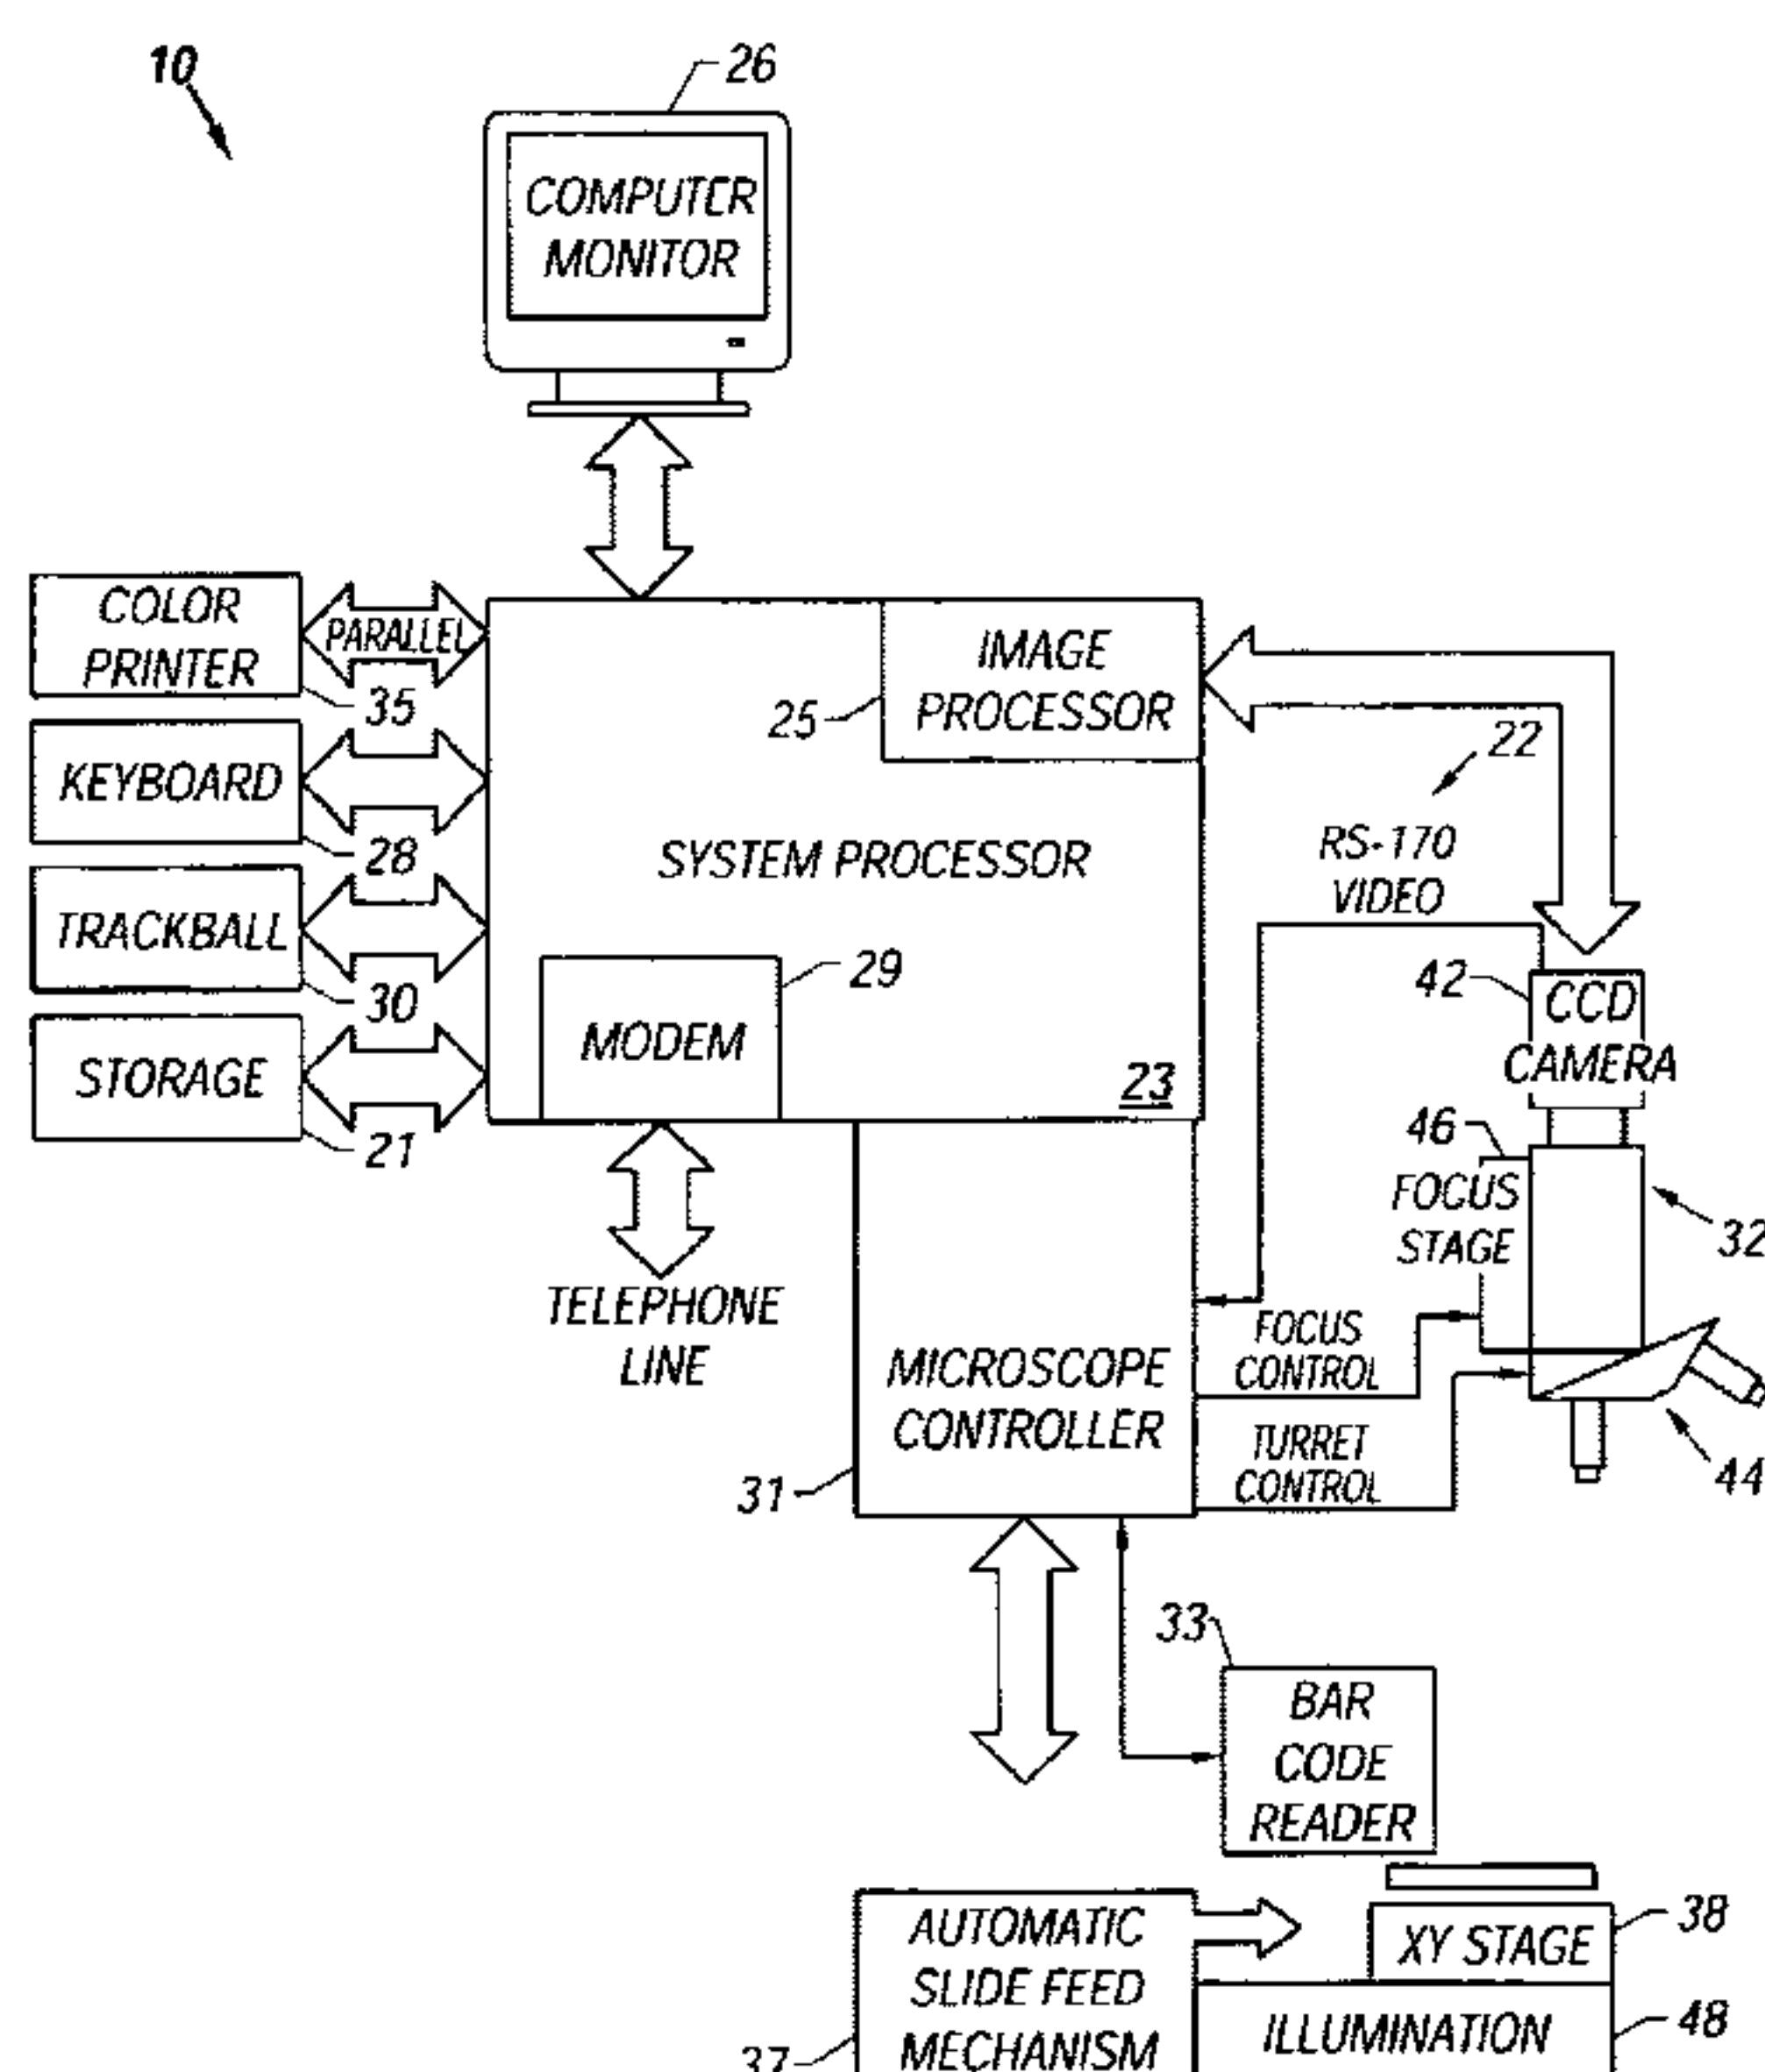 10
26
COMPUTER
MONITOR
COLOR
PRINTER
PARALLEL
35
KEYBOARD
28
TRACKBALL
30
STORAGE
21
IMAGE
PROCESSOR
25
SYSTEM PROCESSOR
29
MODEM
23
TELEPHONE
LINE
22
RS-170
VIDEO
42
CCD
CAMERA
46
FOCUS
STAGE
32
FOCUS
CONTROL
MICROSCOPE
CONTROLLER
31
TURRET
CONTROL
44
33
BAR
CODE
READER
AUTOMATIC
SLIDE FEED
MECHANISM
37
XY STAGE
38
ILLUMINATION
48